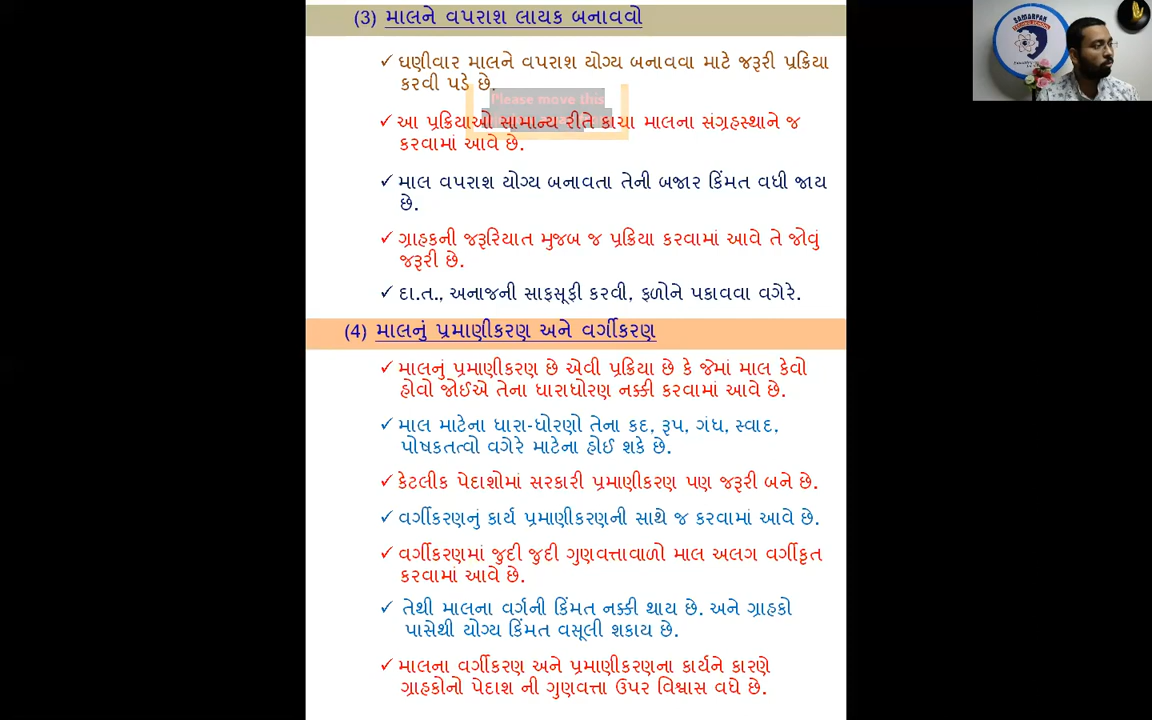 (3) માલને વપરાશ લાયક બનાવવો
✓ ઘણીવાર માલને વપરાશ યોગ્ય બનાવવા માટે જરૂરી પ્રક્રિયા
કરવી પડે છે.
Please move this
✓ આ પ્રક્રિયાઓ સામાન્ય રીતે કાચા માલના સંગ્રહસ્થાને જ
કરવામાં આવે છે.
✓ માલ વપરાશ યોગ્ય બનાવતા તેની બજાર કિંમત વધી જાય
છે.
✓ ગ્રાહકની જરૂરિયાત મુજબ જ પ્રક્રિયા કરવામાં આવે તે જોવું
જરૂરી છે.
✓ દા.ત., અનાજની સાફસૂફી કરવી, ફળોને પકાવવા વગેરે.
(4) માલનું પ્રમાણીકરણ અને વર્ગીકરણ
✓ માલનું પ્રમાણીકરણ છે એવી પ્રક્રિયા છે કે જેમાં માલ કેવો
હોવો જોઈએ તેના ધારાધોરણ નક્કી કરવામાં આવે છે.
✓ માલ માટેના ધારા-ધોરણો તેના કદ, રૂપ, ગંધ, સ્વાદ,
પોષકતત્વો વગેરે માટેના હોઈ શકે છે.
✓ કેટલીક પેદાશોમાં સરકારી પ્રમાણીકરણ પણ જરૂરી બને છે.
✓ વર્ગીકરણનું કાર્ય પ્રમાણીકરણની સાથે જ કરવામાં આવે છે.
✓ વર્ગીકરણમાં જુદી જુદી ગુણવત્તાવાળો માલ અલગ વર્ગીકૃત
કરવામાં આવે છે.
✓ તેથી માલના વર્ગની કિંમત નક્કી થાય છે. અને ગ્રાહકો
પાસેથી યોગ્ય કિંમત વસૂલી શકાય છે.
✓ માલના વર્ગીકરણ અને પ્રમાણીકરણના કાર્યને કારણે
ગ્રાહકોનો પેદાશ ની ગુણવત્તા ઉપર વિશ્વાસ વધે છે.
SAMARPAN